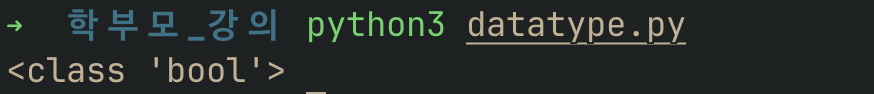 → 학부모_강의 python3 datatype.py
<class 'bool'>